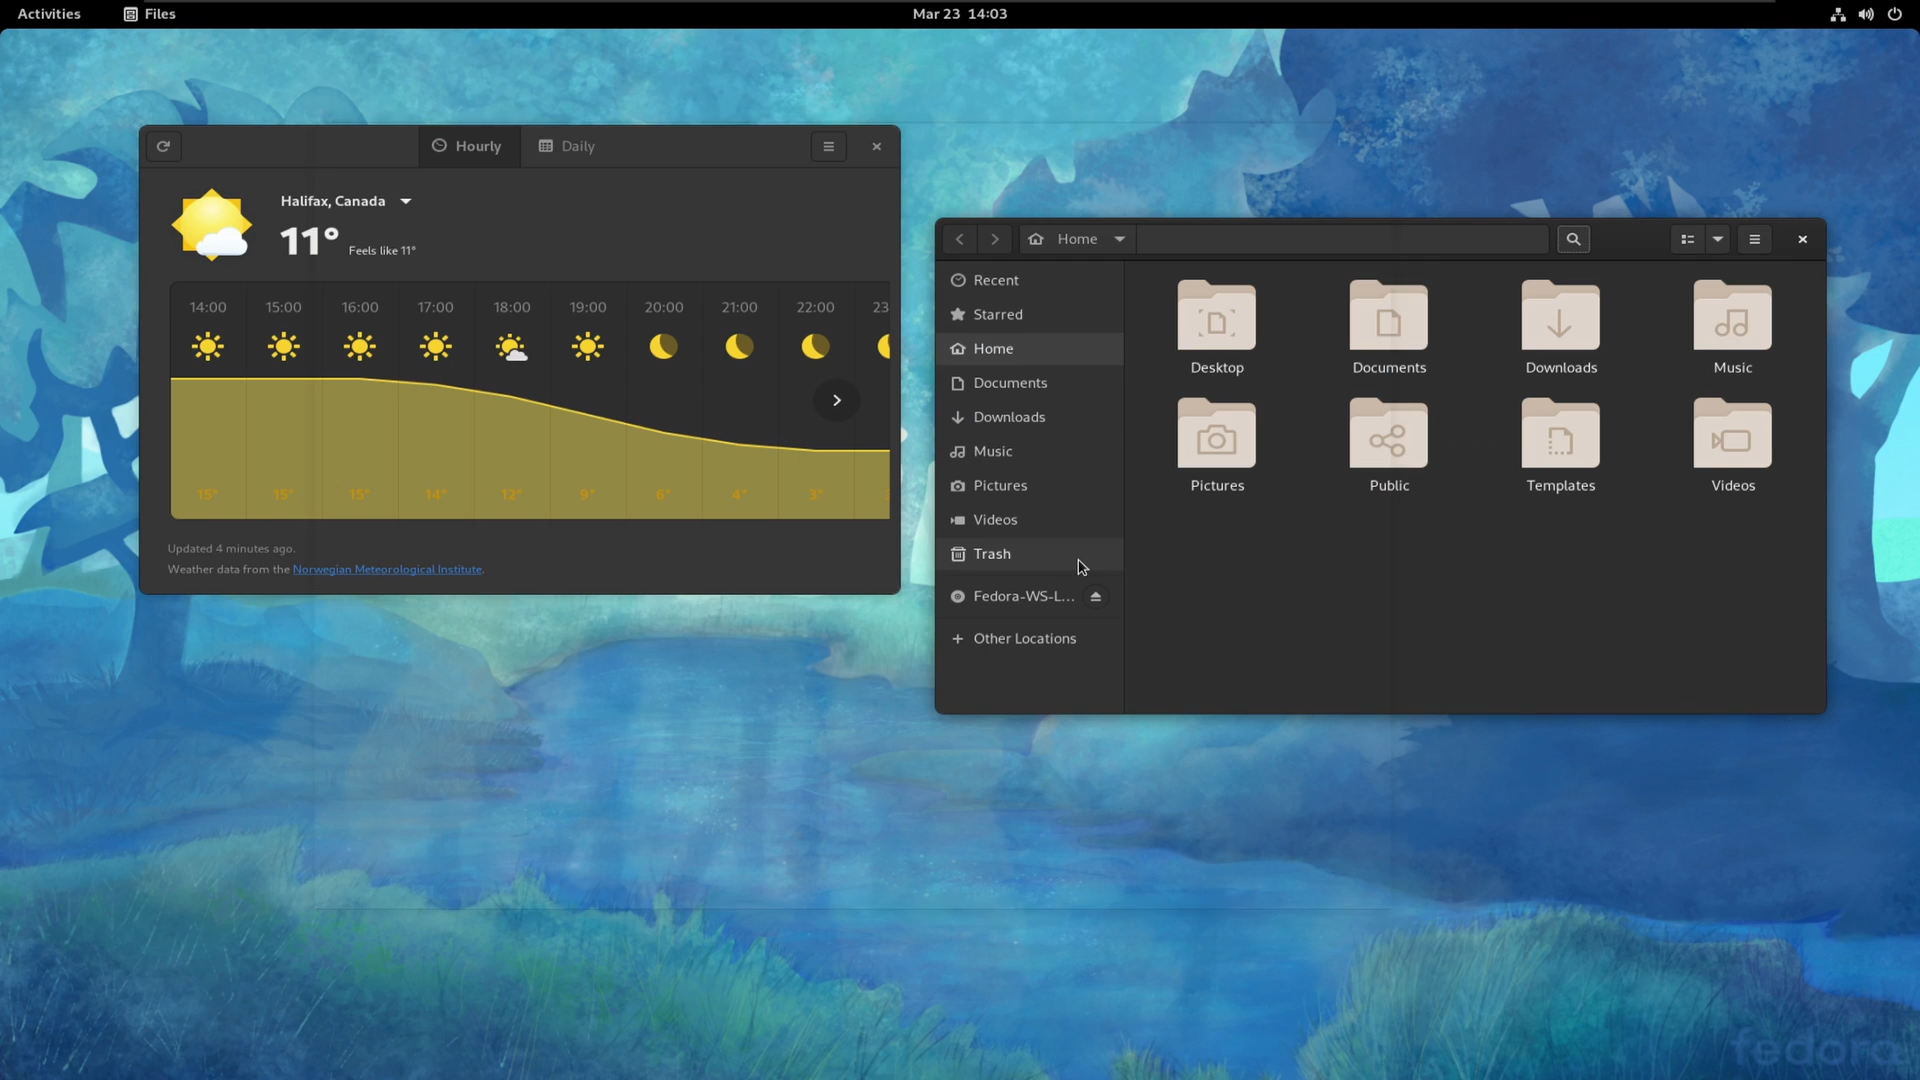 Activities
Files
Mar 23 14:03
Hourly
Daily
Halifax, Canada
11°
Feels like 11°
14:00 15:00 16:00 17:00 18:00 19:00 20:00 21:00 22:00 23
15° 15° 15° 14° 12° 9° 6° 4° 3°
Updated 4 minutes ago.
Weather data from the Norwegian Meteorological Institute.
Home
Recent
Starred
Home
Documents
Downloads
Music
Pictures
Videos
Trash
Fedora-WS-L...
Other Locations
Desktop Documents Downloads Music
Pictures Public Templates Videos
fedora